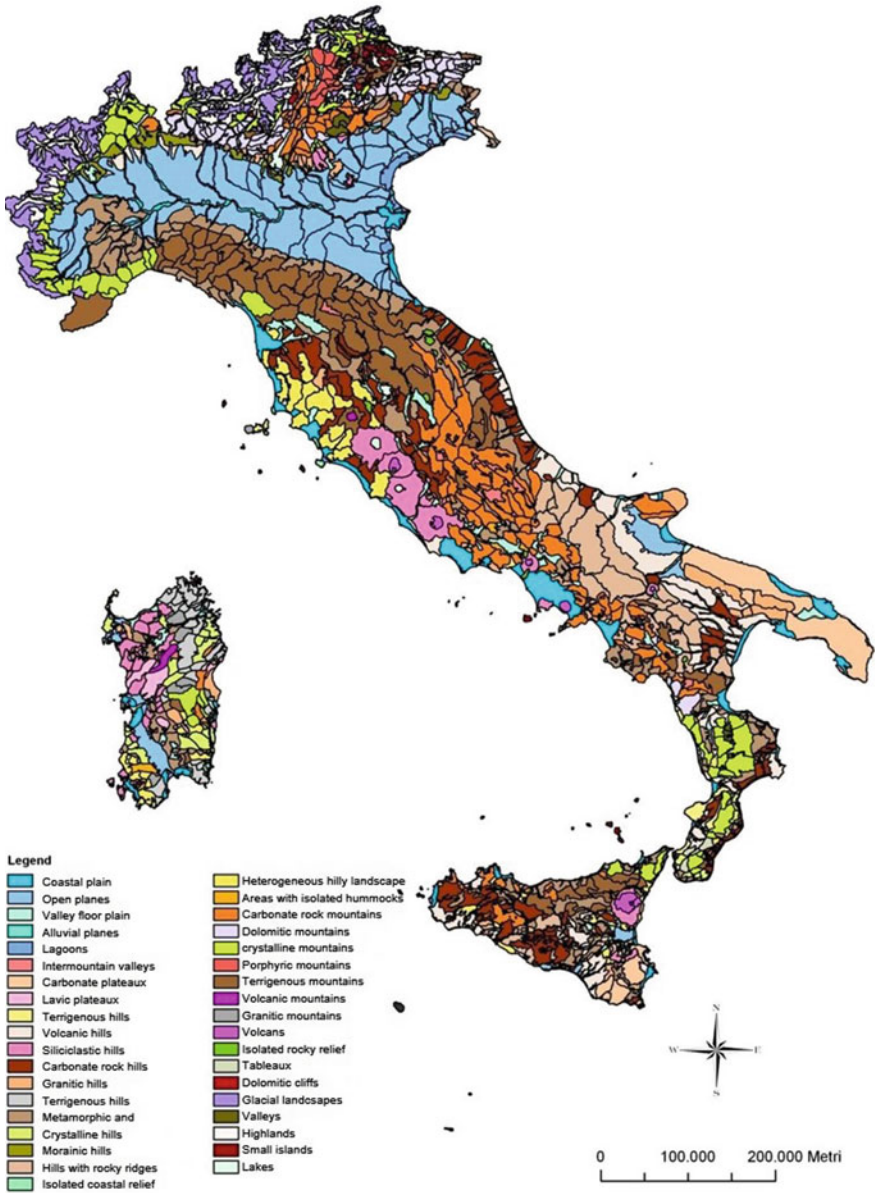 Legend
Coastal plain
Open planes
Valley floor plain
Alluvial planes
Lagoons
Intermountain valleys
Carbonate plateaux
Lavic plateaux
Terrigenous hills
Volcanic hills
Siliciclastic hills
Carbonate rock hills
Granitic hills
Terrigenous hills
Metamorphic and
Crystalline hills
Morainic hills
Hills with rocky ridges
Isolated coastal relief
Heterogeneous hilly landscape
Areas with isolated hummocks
Carbonate rock mountains
Dolomitic mountains
crystalline mountains
Porphyric mountains
Terrigenous mountains
Volcanic mountains
Granitic mountains
Volcans
Isolated rocky relief
Tableaux
Dolomitic cliffs
Glacial landcsapes
Valleys
Highlands
Small islands
Lakes
N
W E
S
0 100.000 200.000 Metri